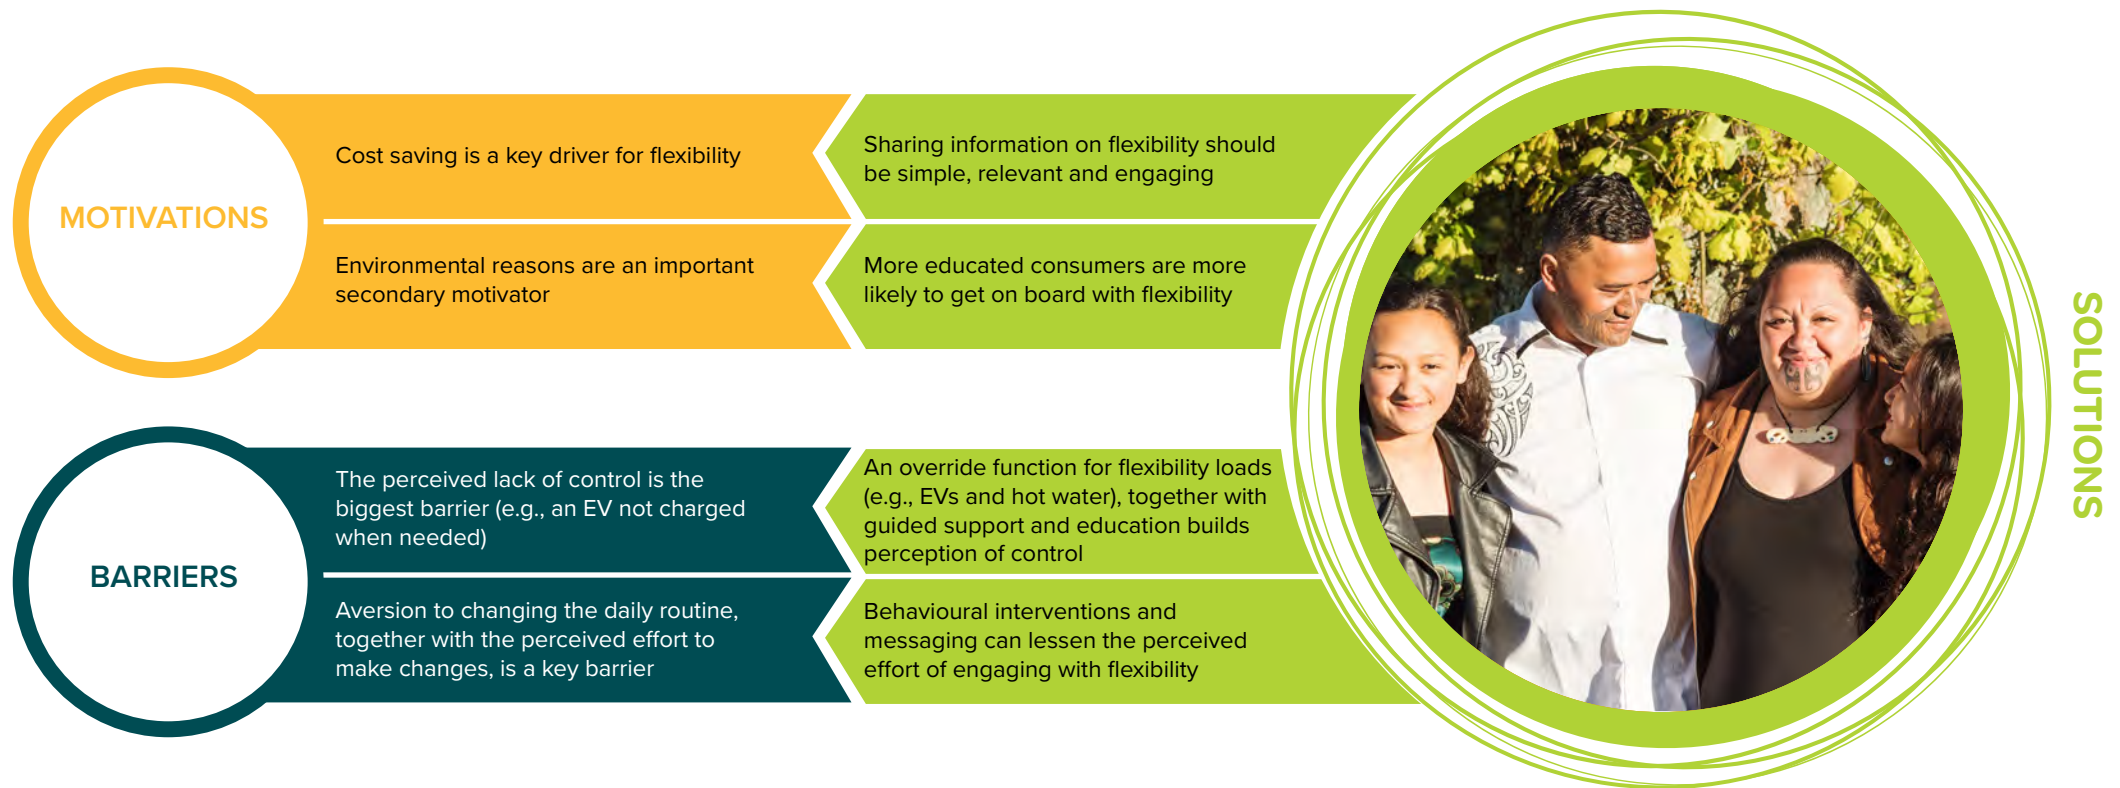 MOTIVATIONS
Cost saving is a key driver for flexibility
Environmental reasons are an important
secondary motivator
Sharing information on flexibility should
be simple, relevant and engaging
More educated consumers are more
likely to get on board with flexibility
BARRIERS
The perceived lack of control is the
biggest barrier (e.g., an EV not charged
when needed)
Aversion to changing the daily routine,
together with the perceived effort to
make changes, is a key barrier
An override function for flexibility loads
(e.g., EVs and hot water), together with
guided support and education builds
perception of control
Behavioural interventions and
messaging can lessen the perceived
effort of engaging with flexibility
SOLUTIONS